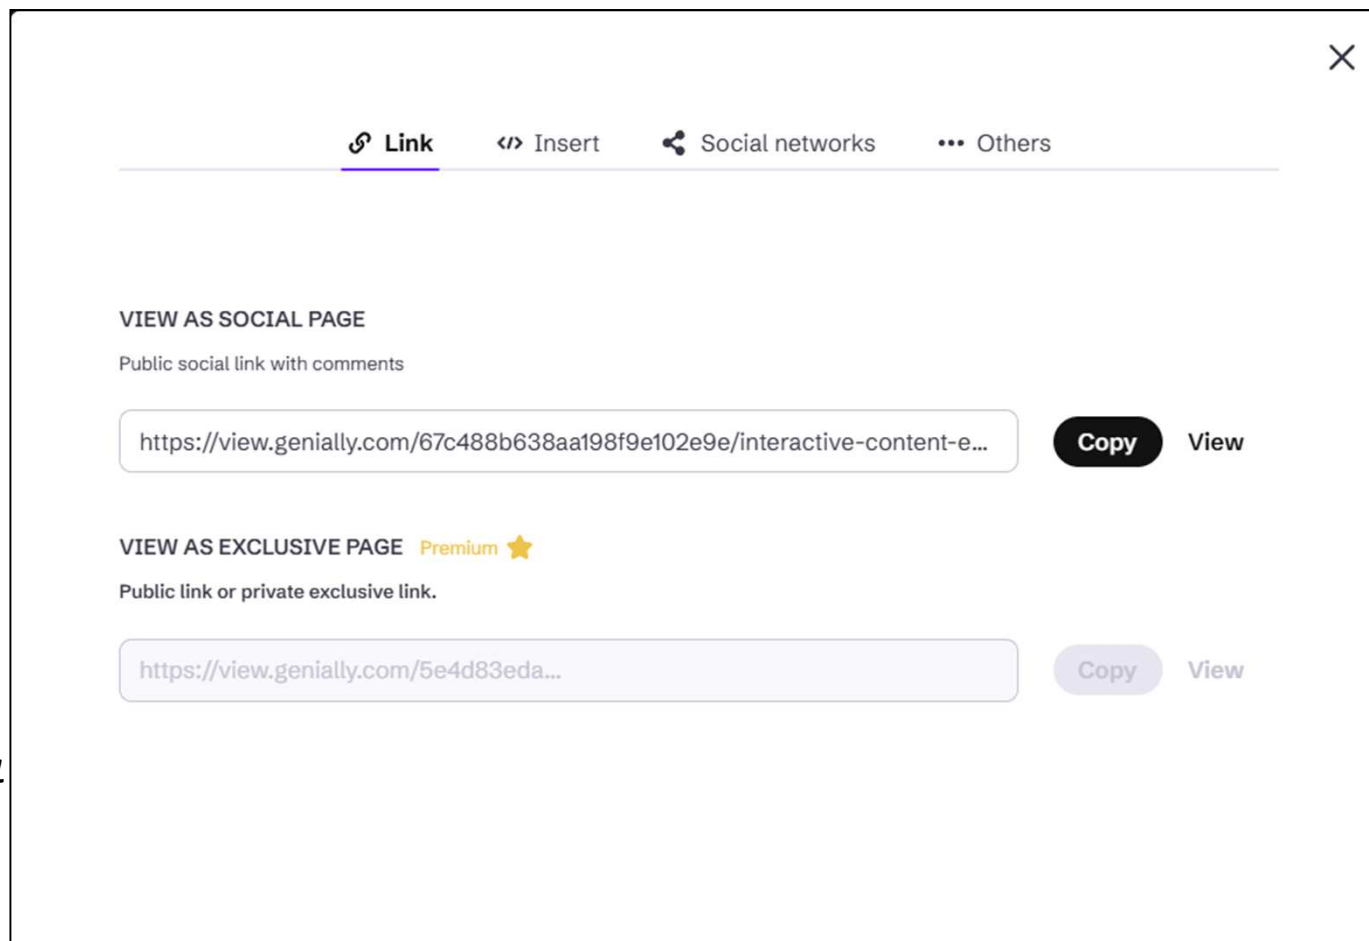 Link
Insert
Social networks
Others
VIEW AS SOCIAL PAGE
Public social link with comments
https://view.genially.com/67c488b638aa198f9e102e9e/interactive-content-e...
Copy
View
VIEW AS EXCLUSIVE PAGE Premium
Public link or private exclusive link.
https://view.genially.com/5e4d83eda...
Copy
View